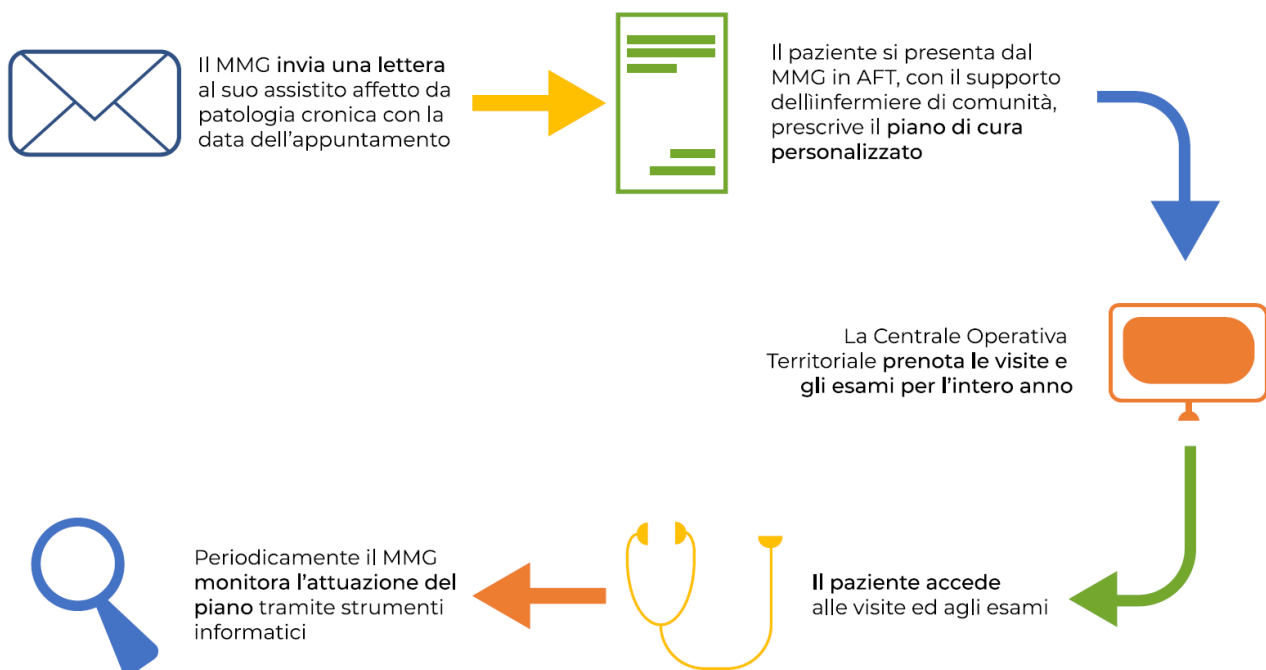 Il MMG invia una lettera
al suo assistito affetto da
patologia cronica con la
data dell'appuntamento
Il paziente si presenta dal
MMG in AFT, con il supporto
dellìinfermiere di comunità,
prescrive il piano di cura
personalizzato
La Centrale Operativa
Territoriale prenota le visite e
gli esami per l'intero anno
Il paziente accede
alle visite ed agli esami
Periodicamente il MMG
monitora l'attuazione del
piano tramite strumenti
informatici